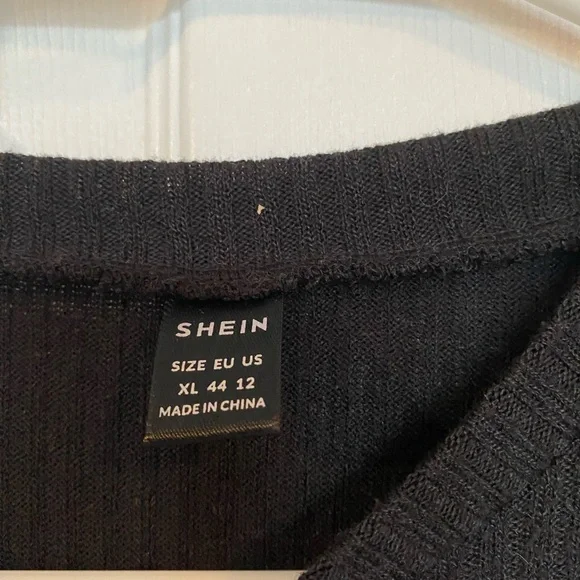 SHEIN
SIZE EU US
XL 44 12
MADE IN CHINA